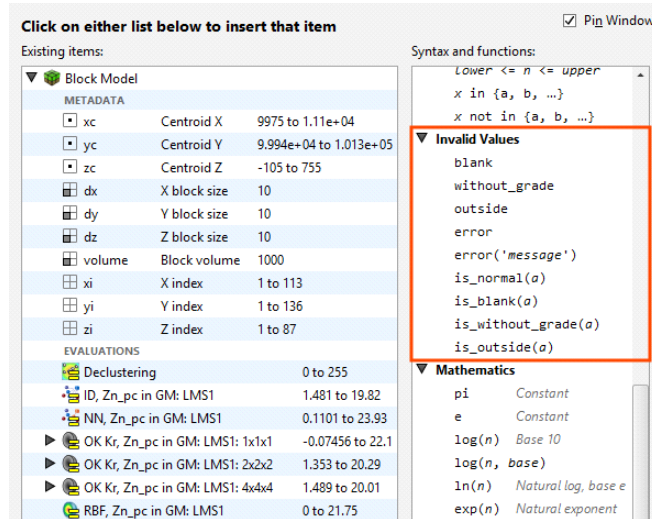 Click on either list below to insert that item
Pin Window
Existing items:
Block Model
METADATA
xc Centroid X 9975 to 1.11e+04
yc Centroid Y 9.994e+04 to 1.013e+05
zc Centroid Z -105 to 755
dx X block size 10
dy Y block size 10
dz Z block size 10
volume Block volume 1000
xi X index 1 to 113
yi Y index 1 to 136
zi Z index 1 to 87
EVALUATIONS
Declustering 0 to 255
ID, Zn_pc in GM: LMS1 1.481 to 19.82
NN, Zn_pc in GM: LMS1 0.1101 to 23.93
OK Kr, Zn_pc in GM: LMS1: 1x1x1 -0.07456 to 22.1
OK Kr, Zn_pc in GM: LMS1: 2x2x2 1.353 to 20.29
OK Kr, Zn_pc in GM: LMS1: 4x4x4 1.489 to 20.01
RBF, Zn_pc in GM: LMS1 0 to 21.75
Syntax and functions:
lower <= n <= upper
x in {a, b, …}
x not in {a, b, …}
Invalid Values
blank
without_grade
outside
error
error('message')
is_normal(a)
is_blank(a)
is_without_grade(a)
is_outside(a)
Mathematics
pi Constant
e Constant
log(n) Base 10
log(n, base)
ln(n) Natural log, base e
exp(n) Natural exponent